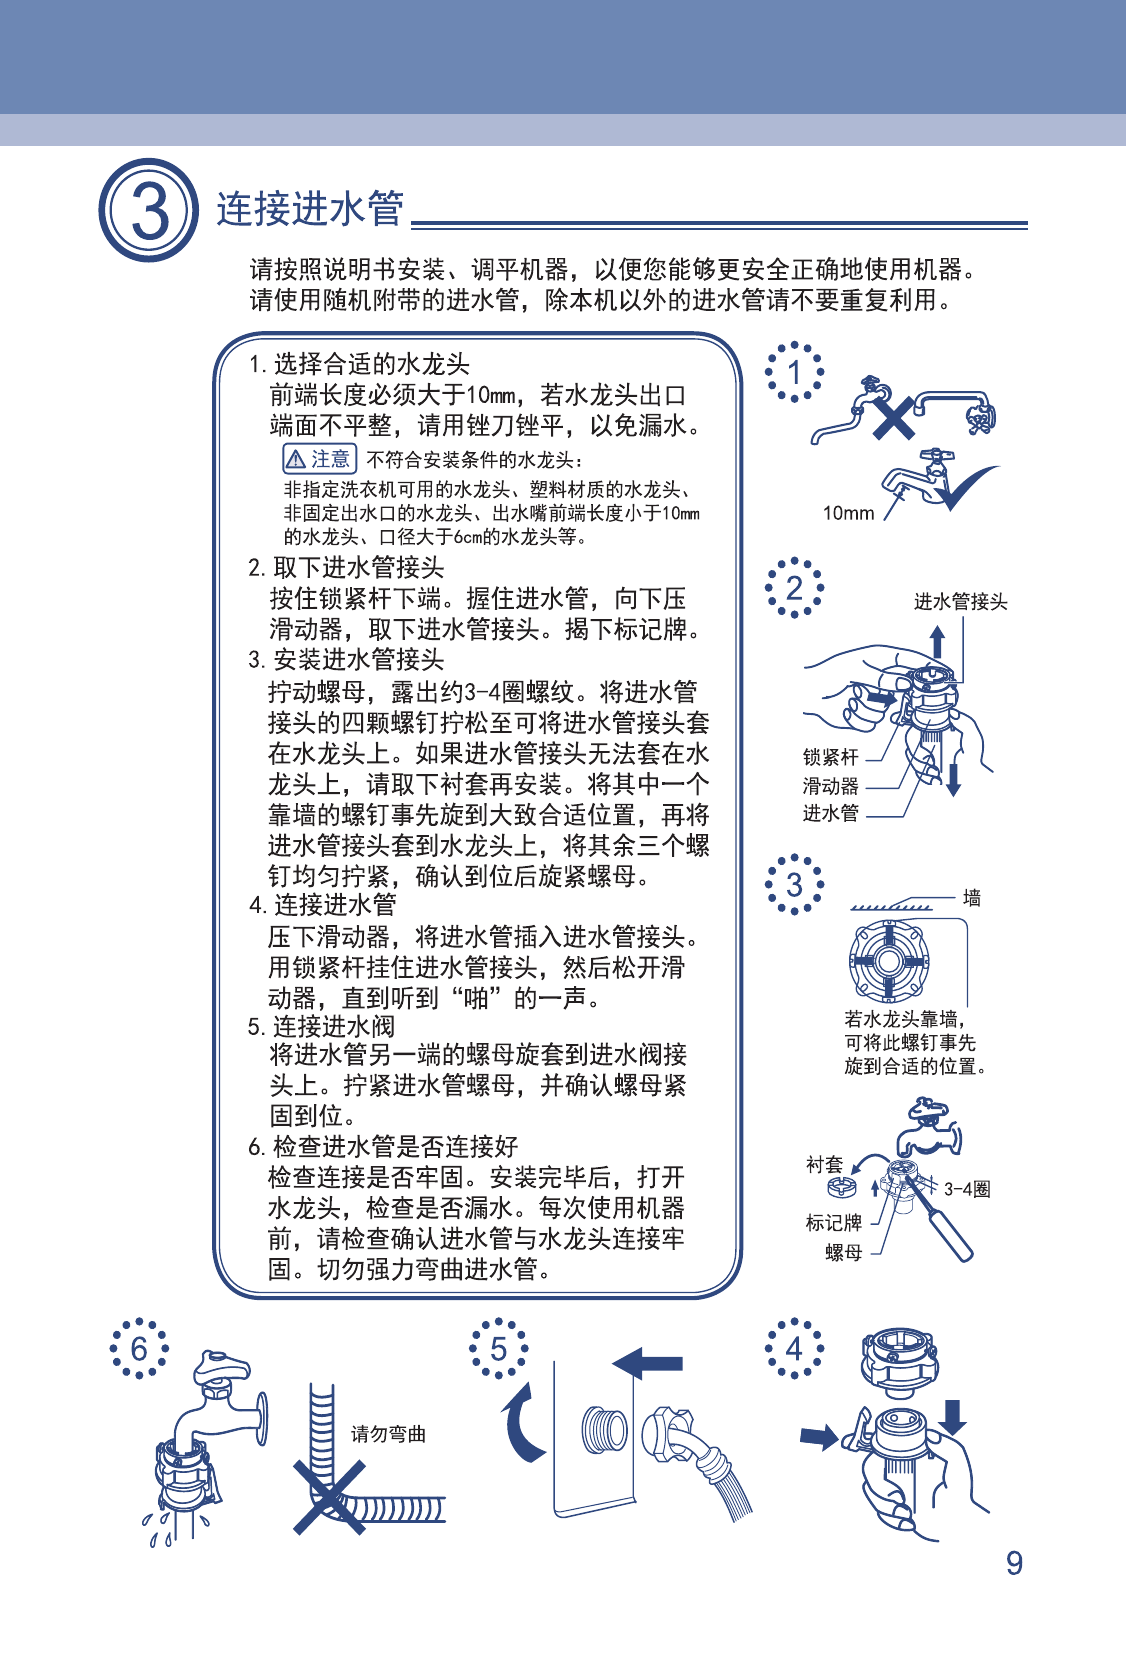 3 连接进水管
请按照说明书安装、调平机器，以便您能够更安全正确地使用机器。
请使用随机附带的进水管，除本机以外的进水管请不要重复利用。
1. 选择合适的水龙头
前端长度必须大于10mm，若水龙头出口
端面不平整，请用锉刀锉平，以免漏水。
注意 不符合安装条件的水龙头：
非指定洗衣机可用的水龙头、塑料材质的水龙头、
非固定出水口的水龙头、出水嘴前端长度小于10mm
的水龙头、口径大于6cm的水龙头等。
2. 取下进水管接头
按住锁紧杆下端。握住进水管，向下压
滑动器，取下进水管接头。揭下标记牌。
3. 安装进水管接头
拧动螺母，露出约3-4圈螺纹。将进水管
接头的四颗螺钉拧松至可将进水管接头套
在水龙头上。如果进水管接头无法套在水
龙头上，请取下衬套再安装。将其中一个
靠墙的螺钉事先旋到大致合适位置，再将
进水管接头套到水龙头上，将其余三个螺
钉均匀拧紧，确认到位后旋紧螺母。
4. 连接进水管
压下滑动器，将进水管插入进水管接头。
用锁紧杆挂住进水管接头，然后松开滑
动器，直到听到“啪”的一声。
5. 连接进水阀
将进水管另一端的螺母旋套到进水阀接
头上。拧紧进水管螺母，并确认螺母紧
固到位。
6. 检查进水管是否连接好
检查连接是否牢固。安装完毕后，打开
水龙头，检查是否漏水。每次使用机器
前，请检查确认进水管与水龙头连接牢
固。切勿强力弯曲进水管。
1
10mm
2
进水管接头
锁紧杆
滑动器
进水管
3
墙
若水龙头靠墙，
可将此螺钉事先
旋到合适的位置。
衬套
3-4圈
标记牌
螺母
6
请勿弯曲
5
4
9